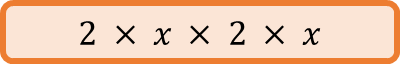 2 × x × 2 × x